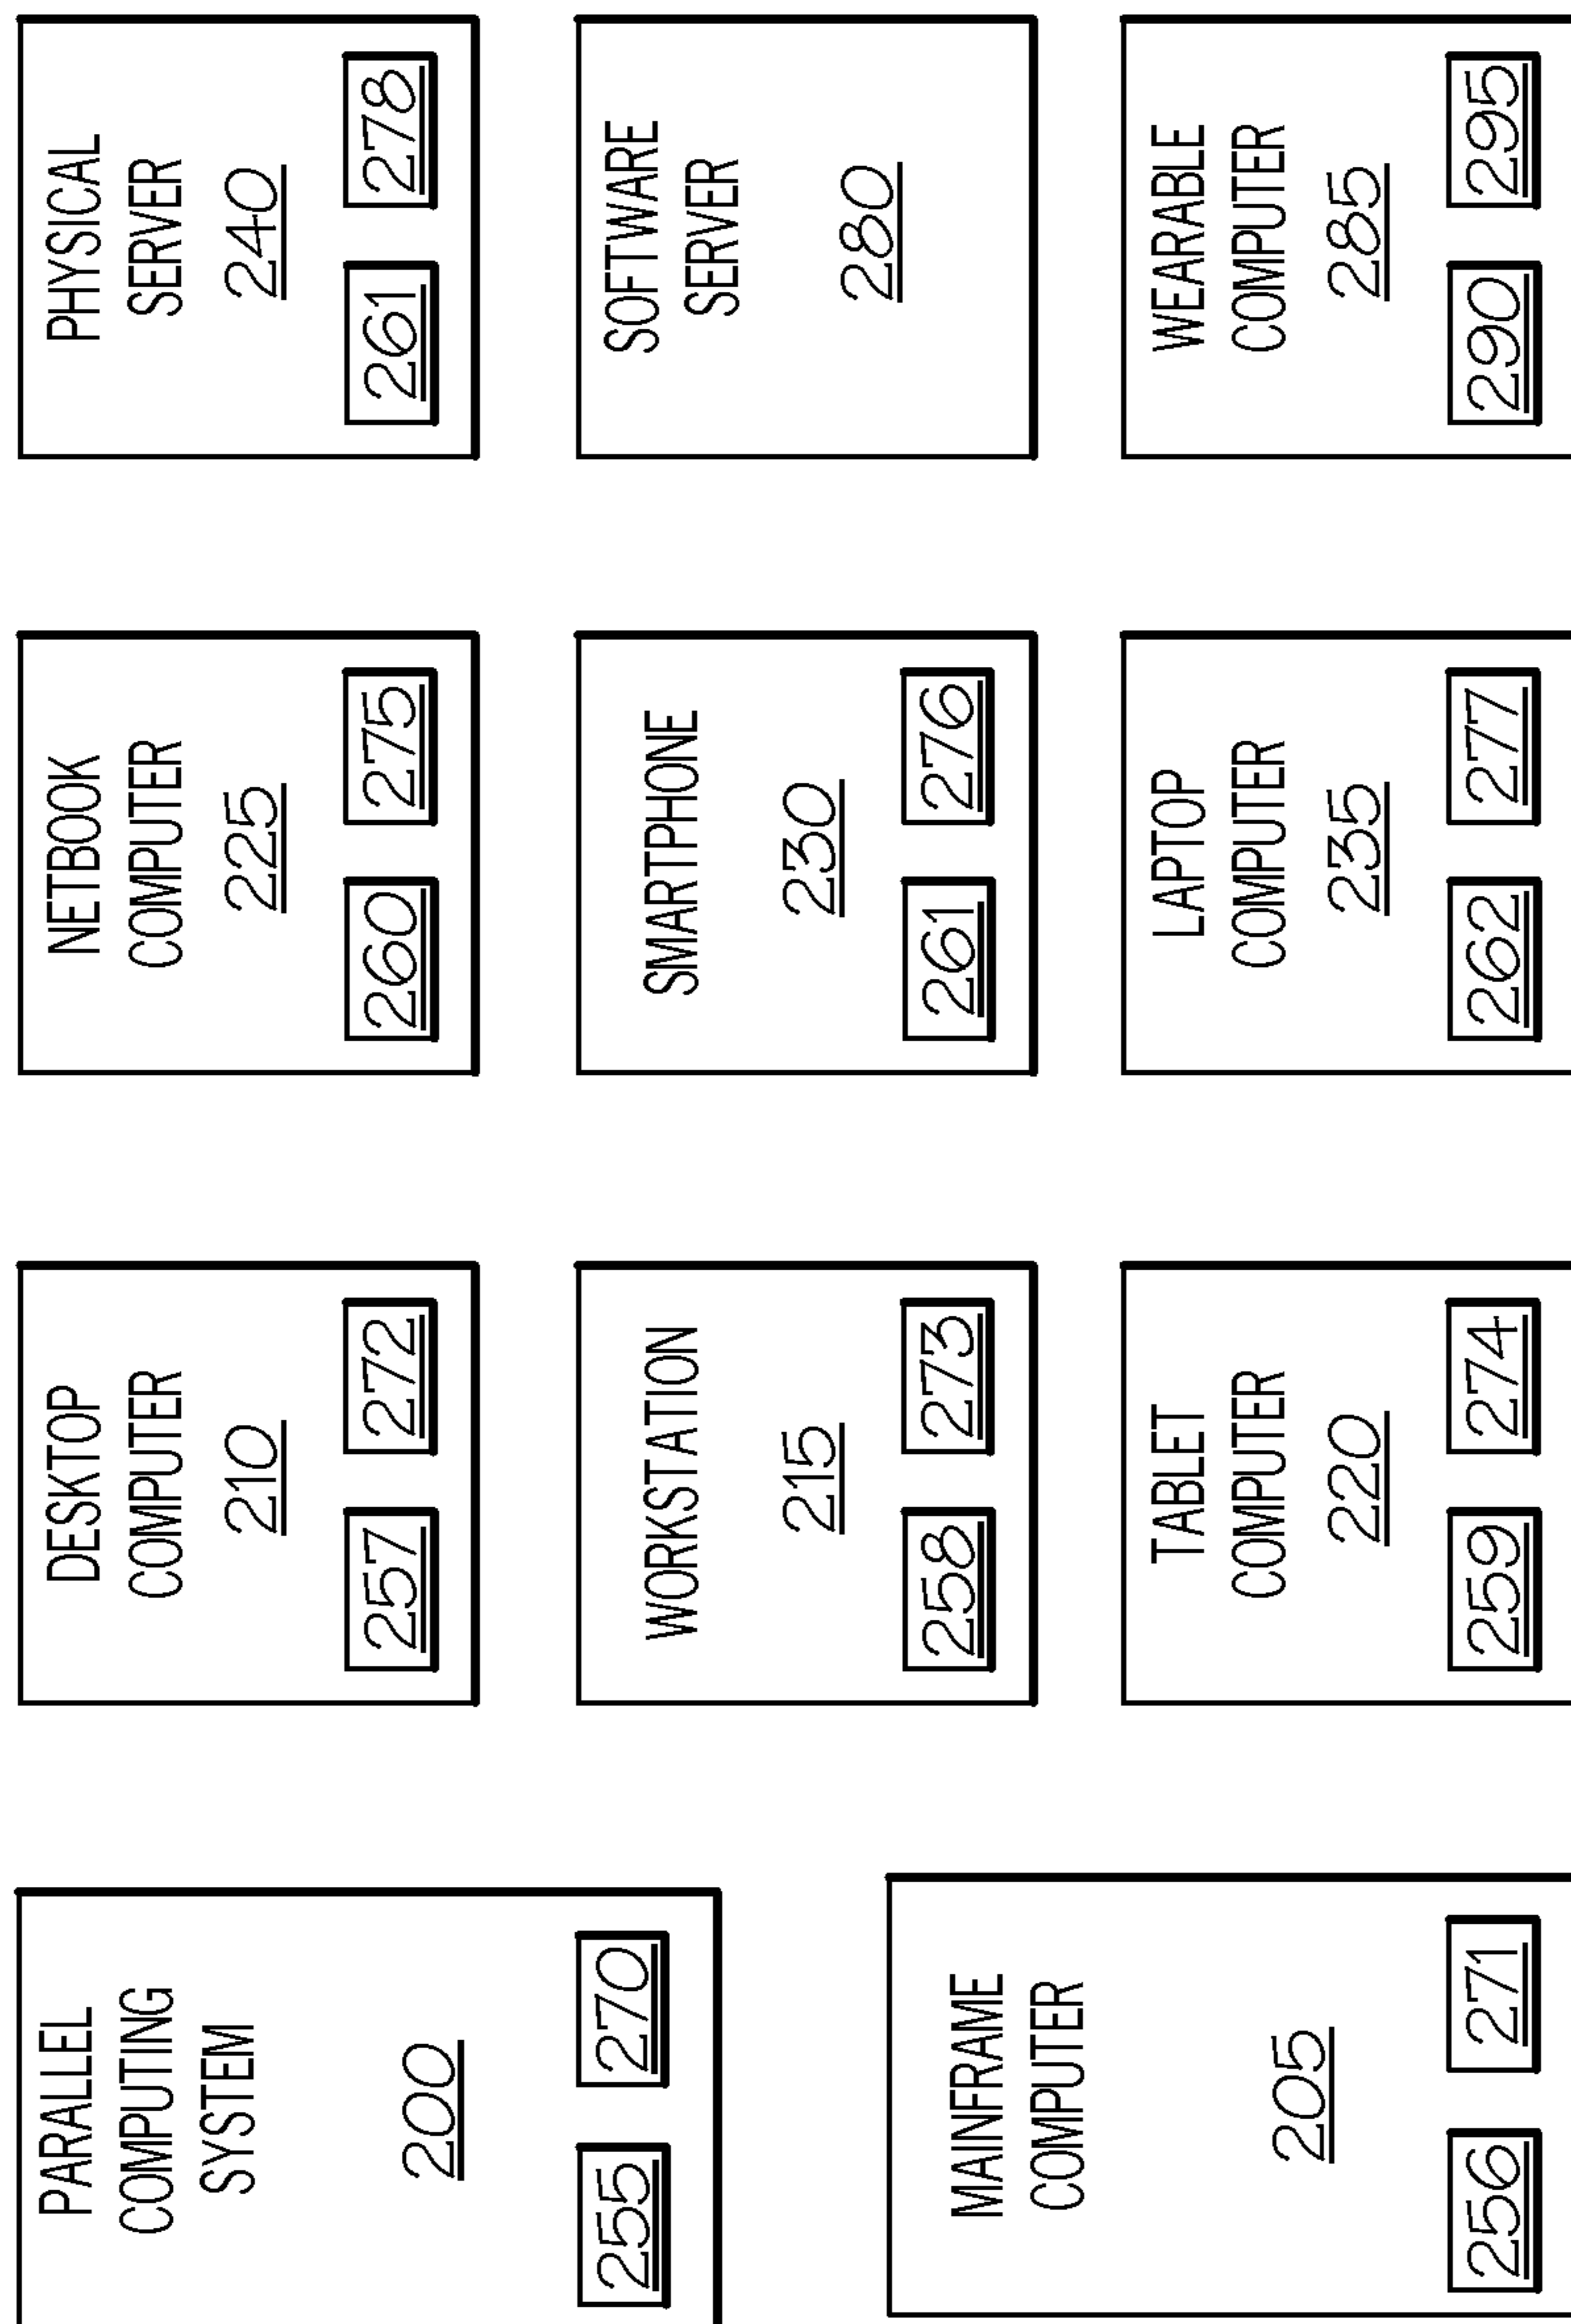 PARALLEL
COMPUTING
SYSTEM
200
255
270
DESKTOP
COMPUTER
210
257
272
NETBOOK
COMPUTER
225
260
275
PHYSICAL
SERVER
240
261
278
WORKSTATION
215
258
273
SMARTPHONE
230
261
276
SOFTWARE
SERVER
280
MAINFRAME
COMPUTER
205
256
271
TABLET
COMPUTER
220
259
274
LAPTOP
COMPUTER
235
262
277
WEARABLE
COMPUTER
285
290
295